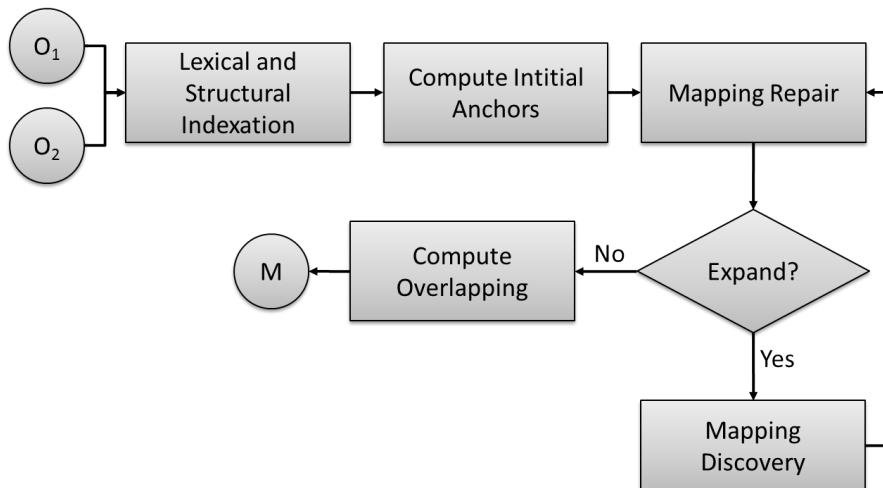 O₁
O₂
Lexical and
Structural
Indexation
Compute Intitial
Anchors
Mapping Repair
Expand?
No
Compute
Overlapping
M
Yes
Mapping
Discovery